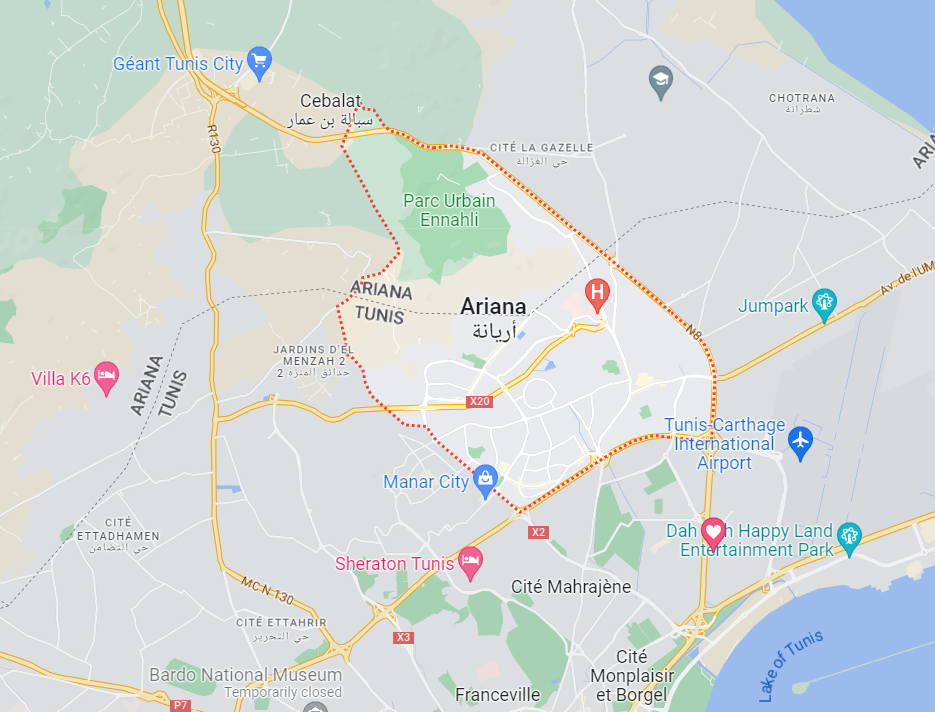 Géant Tunis City
Cebalat
سبالة بن عمار
CHOTRANA
شطرانة
R130
CITÉ LA GAZELLE
حي الغزالة
Parc Urbain
Ennahli
ARIANA
TUNIS
Ariana
أريانة
H
Av. de l'UM
Jumpark
N8
JARDINS D'EL
MENZAH 2
حدائق المنزه 2
Villa K6
ARIANA
TUNIS
X20
Tunis-Carthage
International
Airport
Manar City
CITÉ
ETTADHAMEN
حي التضامن
X2
Happy Land
Entertainment Park
Sheraton Tunis
Cité Mahrajène
MC N 130
CITÉ ETTAHRIR
حي التحرير
X3
Lake of Tunis
Cité
Monplaisir
et Borgel
Bardo National Museum
Temporarily closed
Franceville
P7